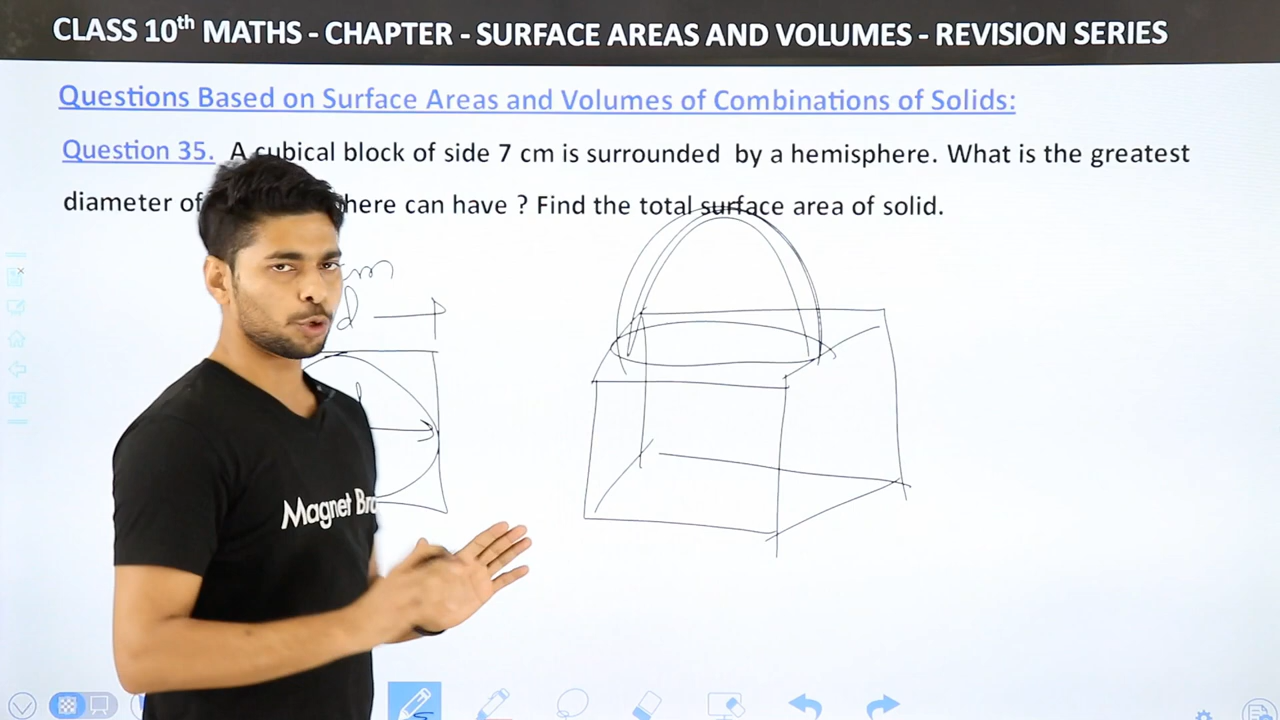 CLASS 10th MATHS - CHAPTER - SURFACE AREAS AND VOLUMES - REVISION SERIES
Questions Based on Surface Areas and Volumes of Combinations of Solids:
Question 35. A cubical block of side 7 cm is surrounded by a hemisphere. What is the greatest
diameter of here can have ? Find the total surface area of solid.
cm
d
Magnet Bra